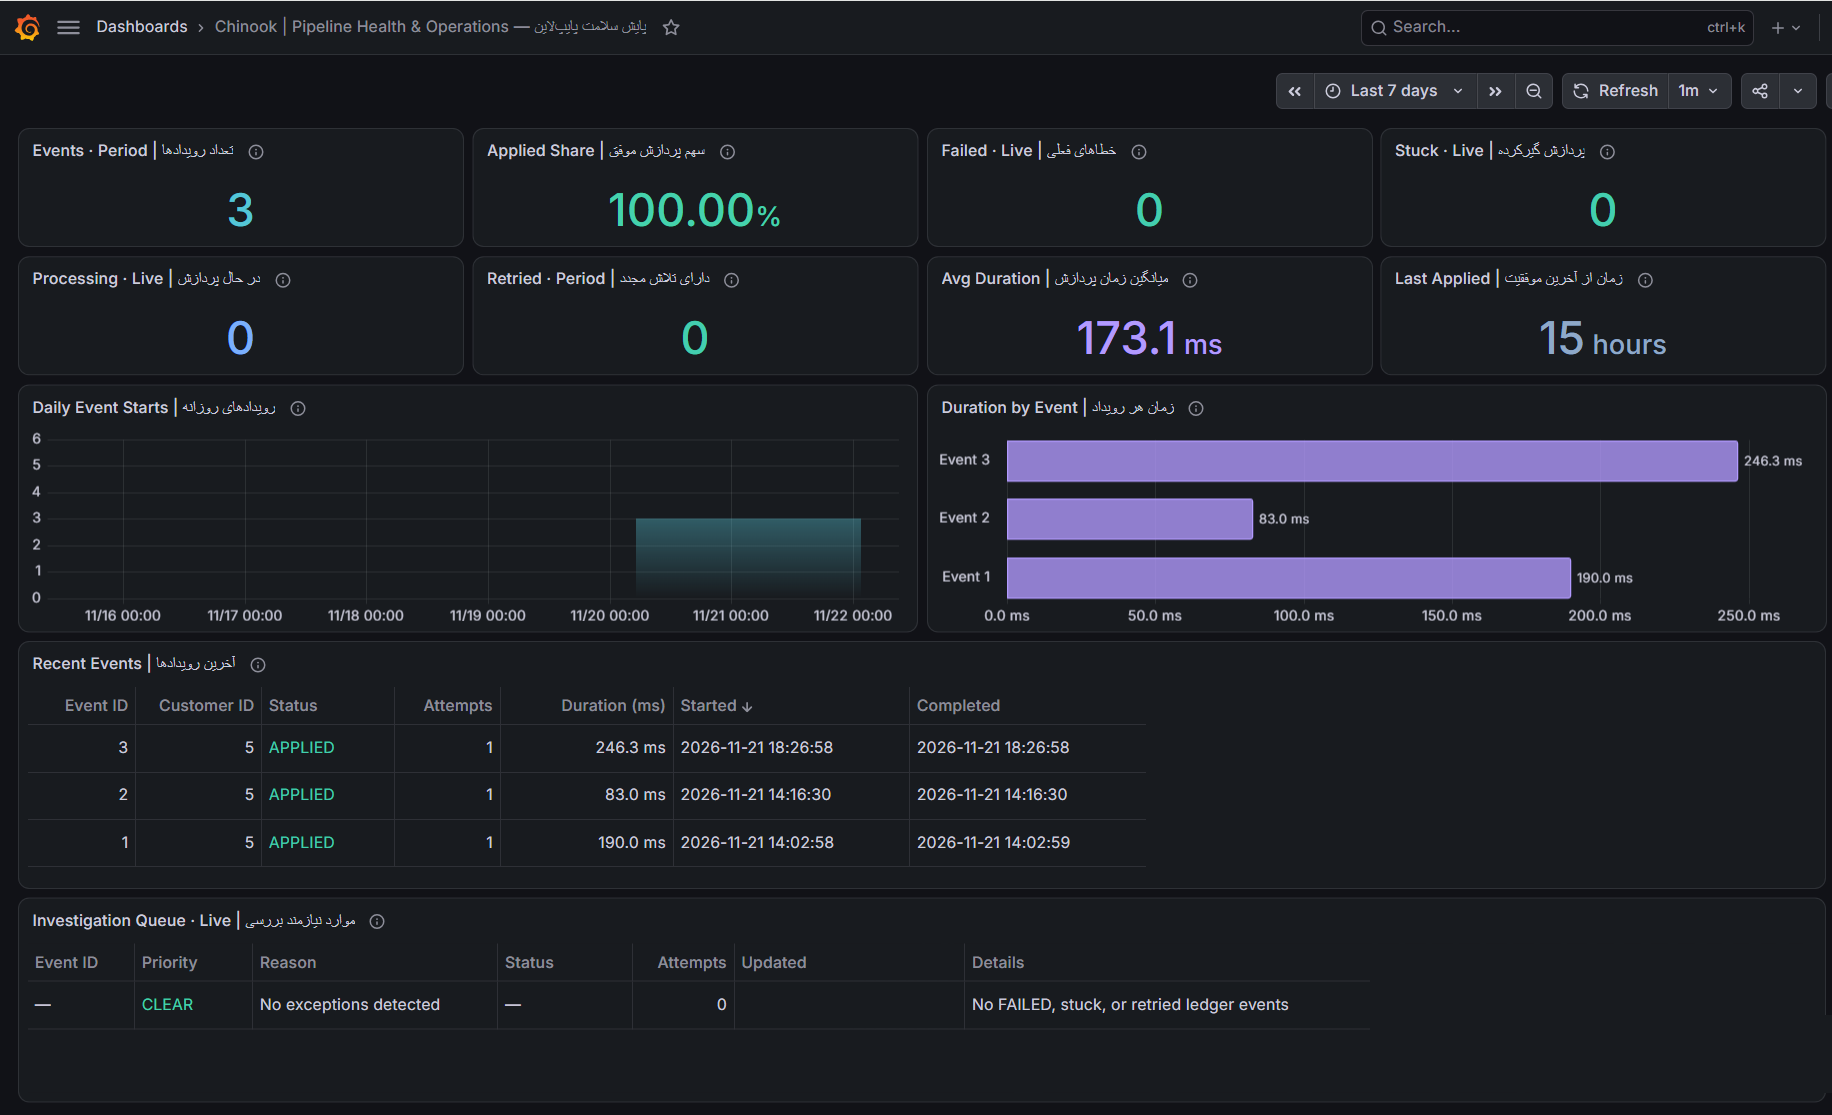 Dashboards › Chinook | Pipeline Health & Operations — پایش سلامت پایپ‌لاین
Search... ctrl+k
Last 7 days Refresh 1m
Events · Period | تعداد رویدادها
3
Applied Share | سهم پردازش موفق
100.00%
Failed · Live | خطاهای فعلی
0
Stuck · Live | پردازش گیرکرده
0
Processing · Live | در حال پردازش
0
Retried · Period | دارای تلاش مجدد
0
Avg Duration | میانگین زمان پردازش
173.1 ms
Last Applied | زمان از آخرین موفقیت
15 hours
Daily Event Starts | رویدادهای روزانه
6
5
4
3
2
1
0
11/16 00:00 11/17 00:00 11/18 00:00 11/19 00:00 11/20 00:00 11/21 00:00 11/22 00:00
Duration by Event | زمان هر رویداد
Event 3 246.3 ms
Event 2 83.0 ms
Event 1 190.0 ms
0.0 ms 50.0 ms 100.0 ms 150.0 ms 200.0 ms 250.0 ms
Recent Events | آخرین رویدادها
Event ID Customer ID Status Attempts Duration (ms) Started ↓ Completed
3 5 APPLIED 1 246.3 ms 2026-11-21 18:26:58 2026-11-21 18:26:58
2 5 APPLIED 1 83.0 ms 2026-11-21 14:16:30 2026-11-21 14:16:30
1 5 APPLIED 1 190.0 ms 2026-11-21 14:02:58 2026-11-21 14:02:59
Investigation Queue · Live | موارد نیازمند بررسی
Event ID Priority Reason Status Attempts Updated Details
— CLEAR No exceptions detected — 0 No FAILED, stuck, or retried ledger events